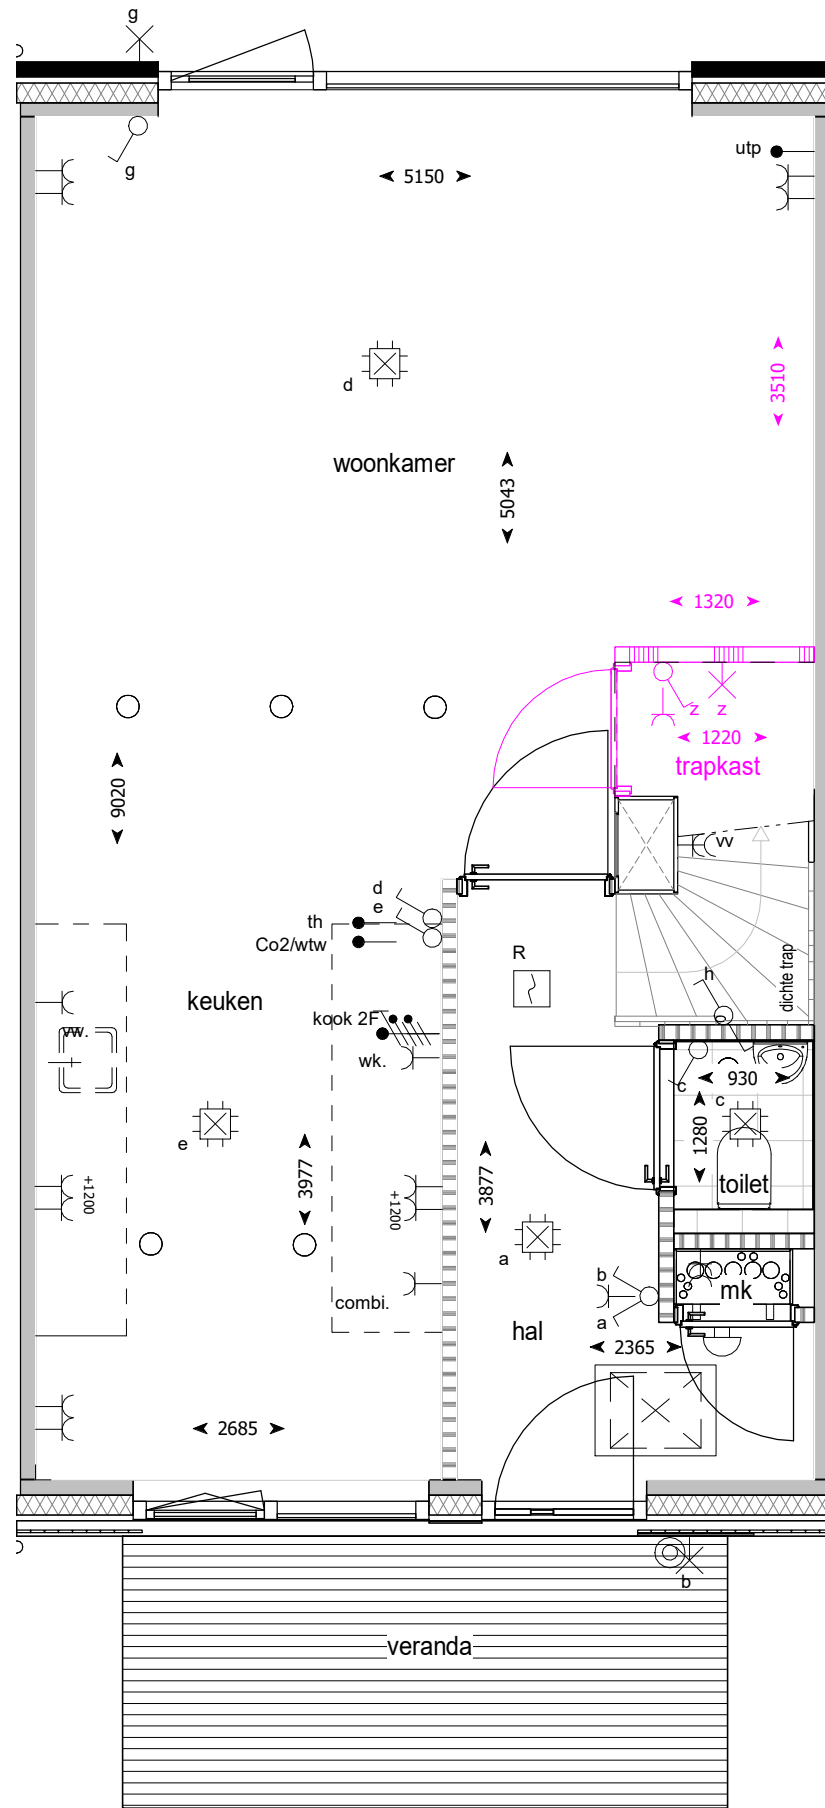 g
g
utp
5150
d
3510
woonkamer
5043
1320
z z
1220
trapkast
9020
vv
d
e
th
Co2/wtw
R
h
dichte trap
keuken
kook 2F
vw.
wk.
930
c
c
e
1280
+1200
3977
+1200
3877
toilet
a
b
mk
combi.
a
hal
2365
2685
b
veranda